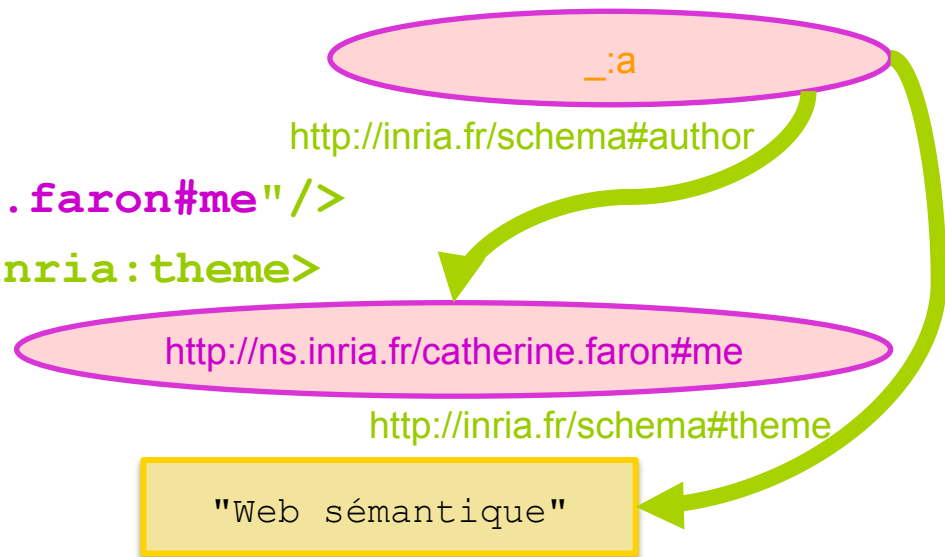 _:a
http://inria.fr/schema#author
.faron#me"/>
nria:theme>
http://ns.inria.fr/catherine.faron#me
http://inria.fr/schema#theme
"Web sémantique"